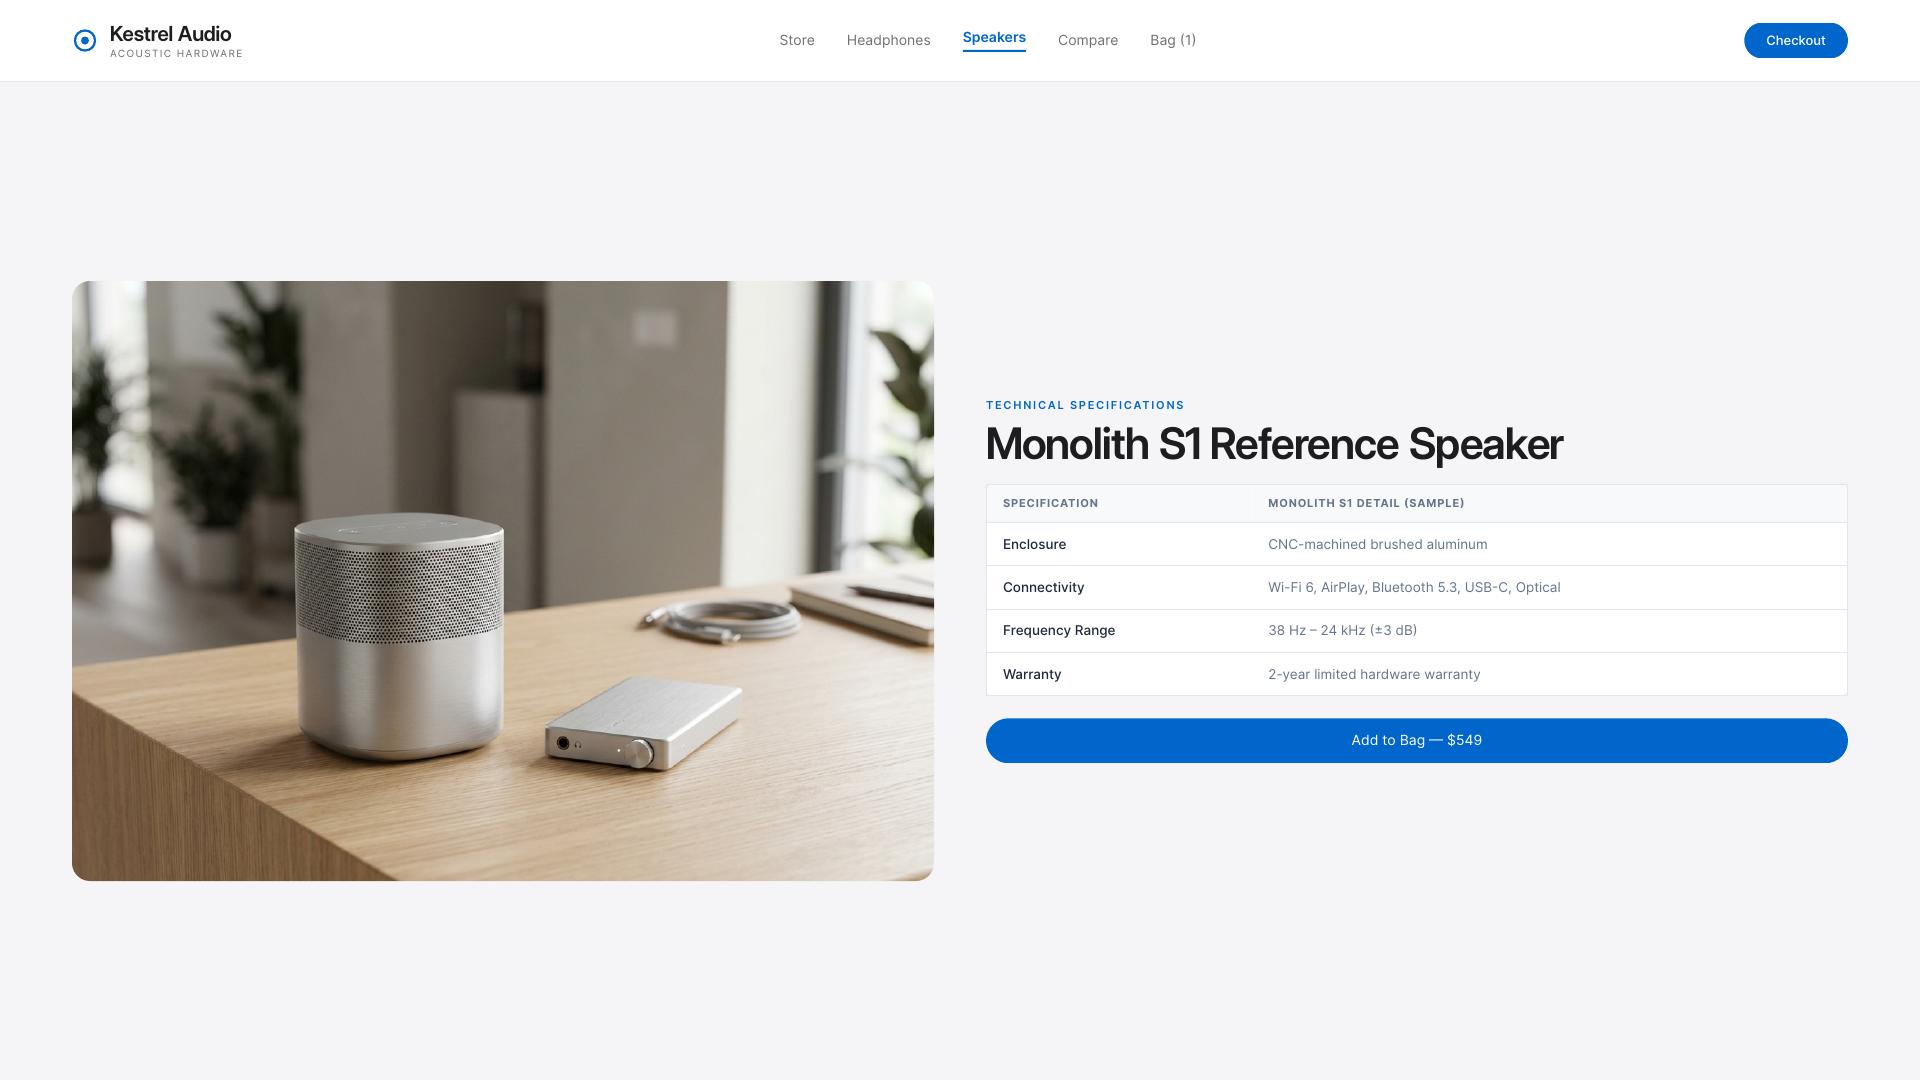 Kestrel Audio
ACOUSTIC HARDWARE
Store
Headphones
Speakers
Compare
Bag (1)
Checkout
TECHNICAL SPECIFICATIONS
Monolith S1 Reference Speaker
SPECIFICATION MONOLITH S1 DETAIL (SAMPLE)
Enclosure CNC-machined brushed aluminum
Connectivity Wi-Fi 6, AirPlay, Bluetooth 5.3, USB-C, Optical
Frequency Range 38 Hz – 24 kHz (±3 dB)
Warranty 2-year limited hardware warranty
Add to Bag — $549